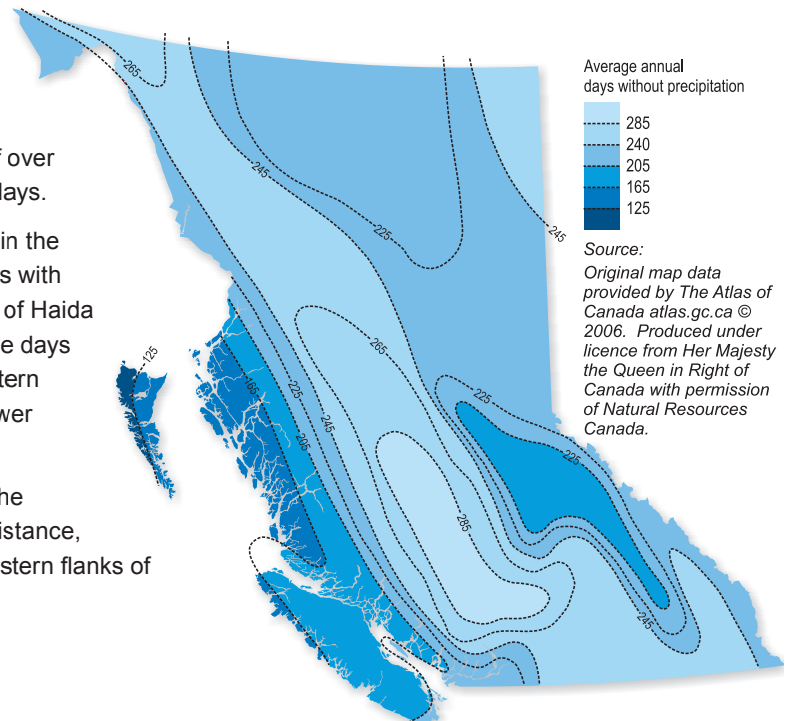 f over
lays.
in the
s with
of Haida
e days
tern
wer
he
istance,
stern flanks of
265
245
225
245
125
165
205
225
245
265
285
225
225
245
Average annual
days without precipitation
285
240
205
165
125
Source:
Original map data
provided by The Atlas of
Canada atlas.gc.ca ©
2006. Produced under
licence from Her Majesty
the Queen in Right of
Canada with permission
of Natural Resources
Canada.